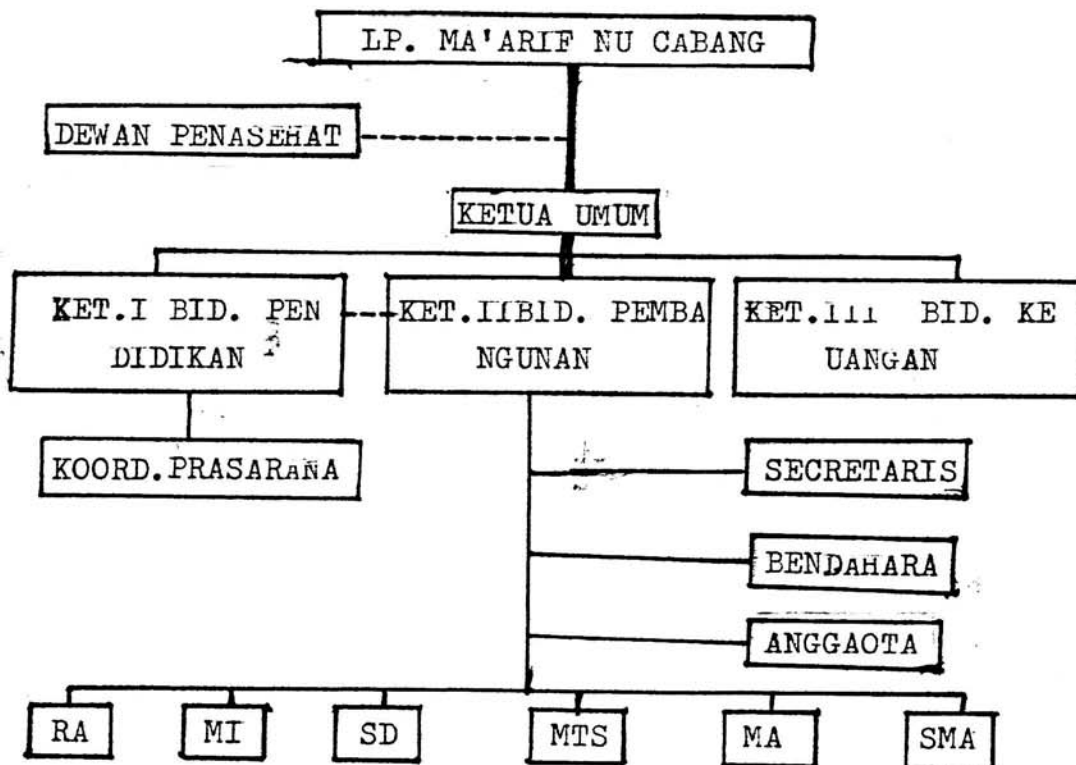 LP. MA'ARIF NU CABANG
DEWAN PENASEHAT
KETUA UMUM
KET.I BID. PEN
DIDIKAN
KET.IIBID. PEMBA
NGUNAN
KET.III BID. KE
UANGAN
KOORD.PRASARANA
SECRETARIS
BENDAHARA
ANGGAOTA
RA
MI
SD
MTS
MA
SMA